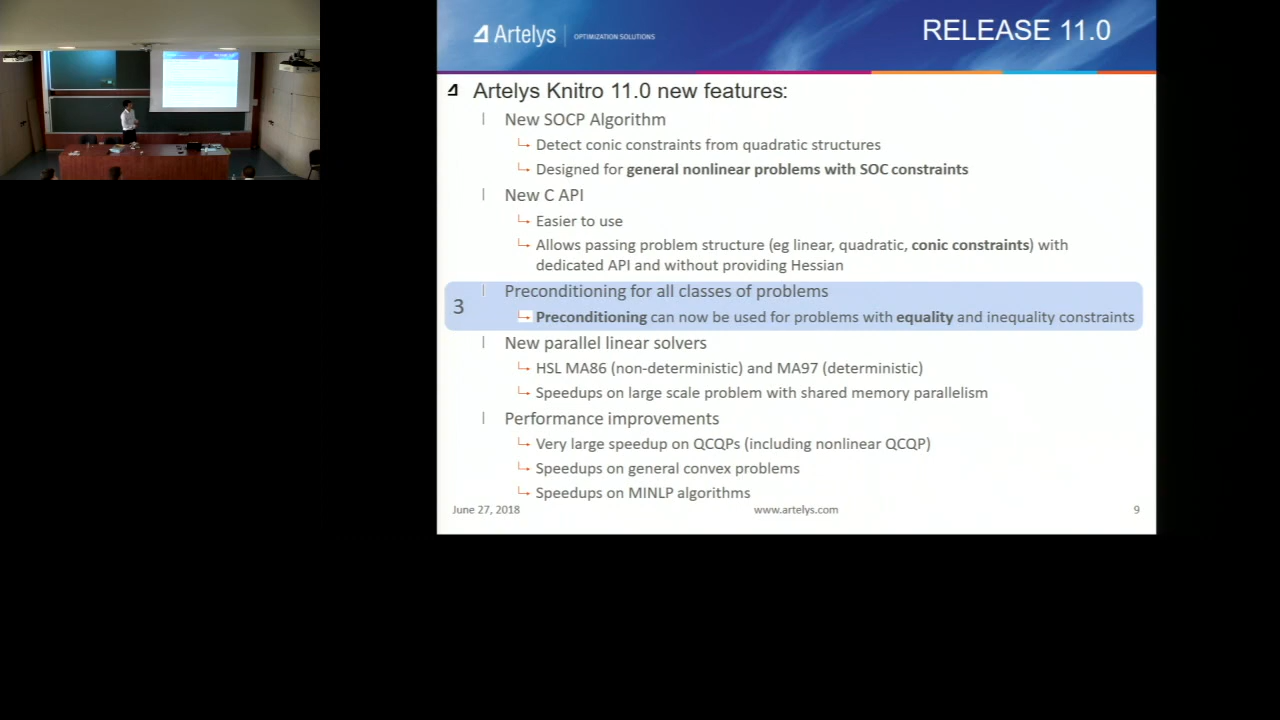 Artelys
OPTIMIZATION SOLUTIONS
RELEASE 11.0
Artelys Knitro 11.0 new features:
New SOCP Algorithm
Detect conic constraints from quadratic structures
Designed for general nonlinear problems with SOC constraints
New C API
Easier to use
Allows passing problem structure (eg linear, quadratic, conic constraints) with
dedicated API and without providing Hessian
3
Preconditioning for all classes of problems
Preconditioning can now be used for problems with equality and inequality constraints
New parallel linear solvers
HSL MA86 (non-deterministic) and MA97 (deterministic)
Speedups on large scale problem with shared memory parallelism
Performance improvements
Very large speedup on QCQPs (including nonlinear QCQP)
Speedups on general convex problems
Speedups on MINLP algorithms
June 27, 2018
www.artelys.com
9